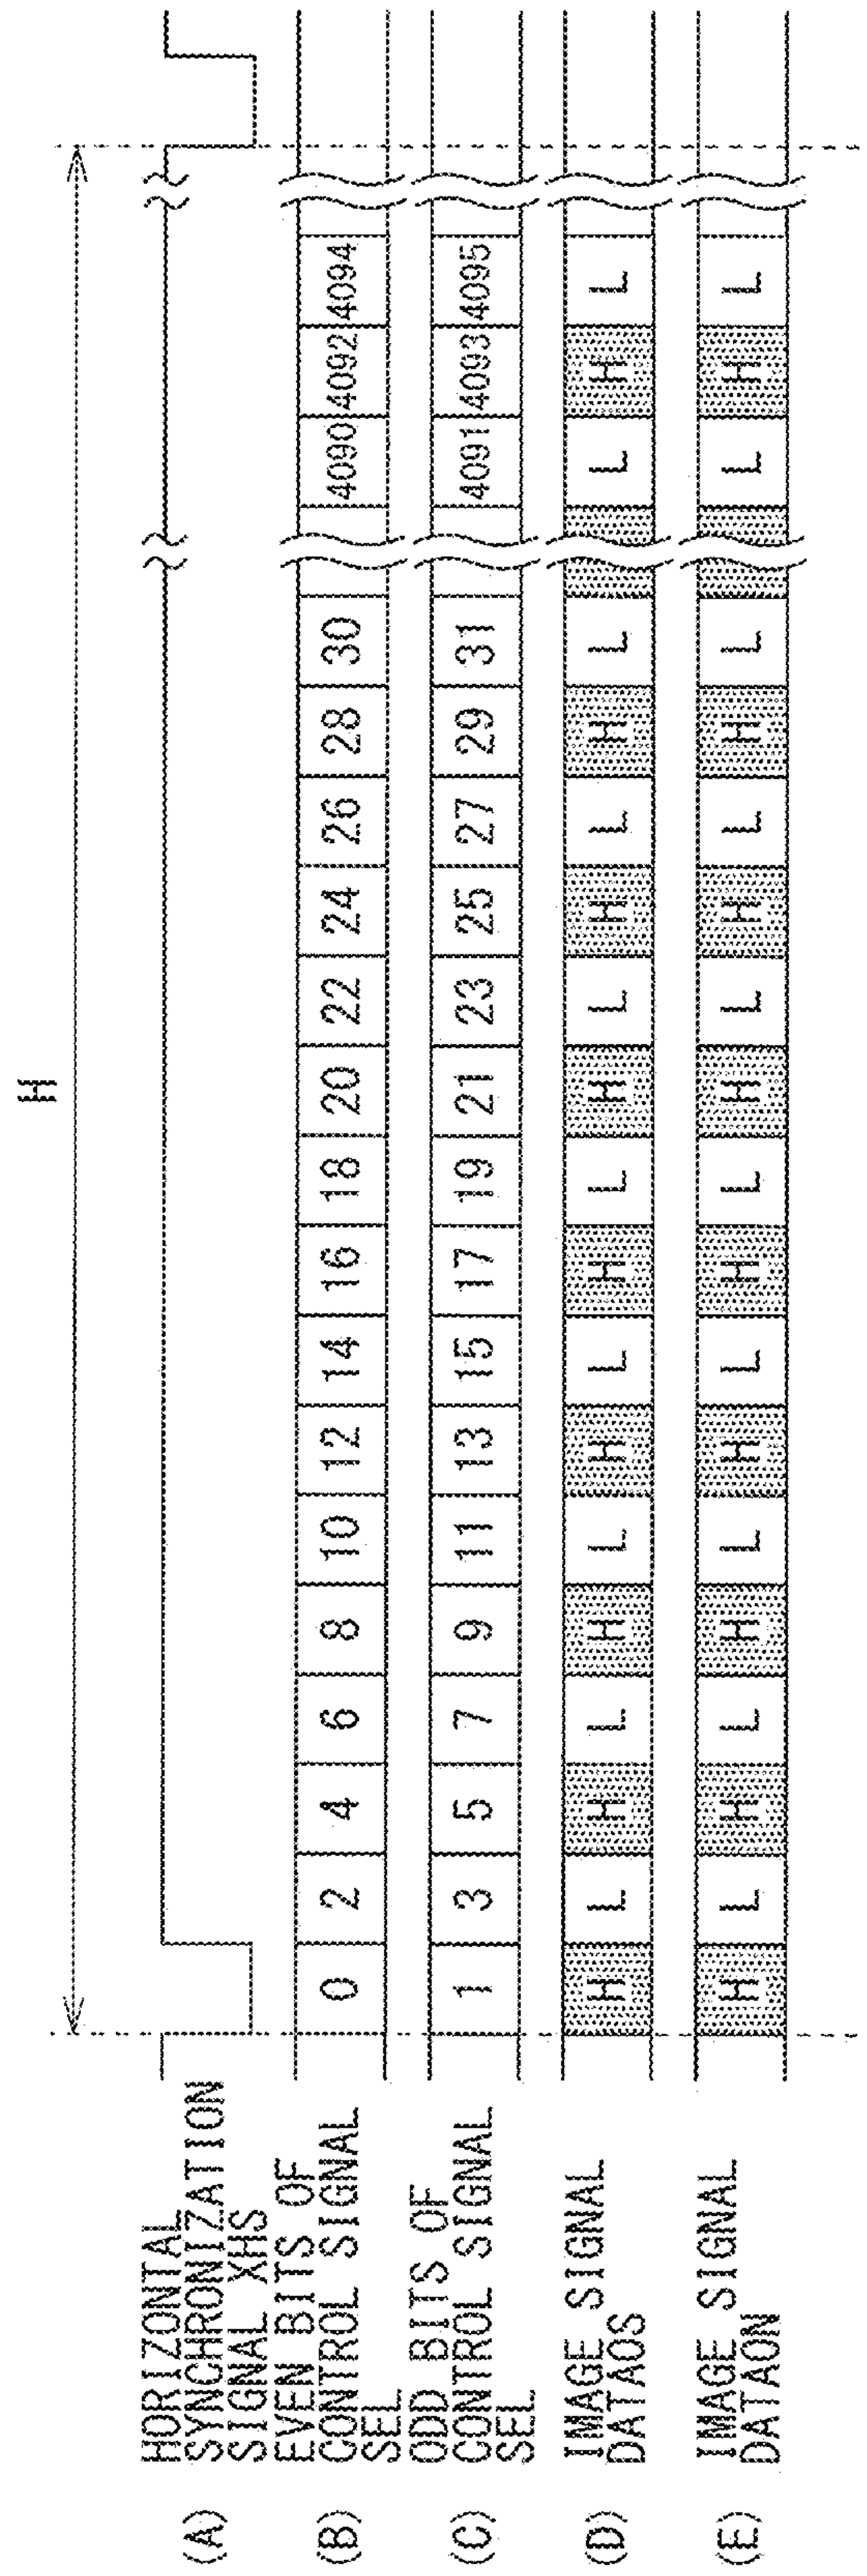 H
(A) HORIZONTAL
SYNCHRONIZATION
SIGNAL XHS
(B) EVEN BITS OF
CONTROL SIGNAL
SEL
0 2 4 6 8 10 12 14 16 18 20 22 24 26 28 30 4090 4092 4094
(C) ODD BITS OF
CONTROL SIGNAL
SEL
1 3 5 7 9 11 13 15 17 19 21 23 25 27 29 31 4091 4093 4095
(D) IMAGE SIGNAL
DATAOS
H L H L H L H L H L H L H L H L L H L
(E) IMAGE SIGNAL
DATAON
H L H L H L H L H L H L H L H L L H L